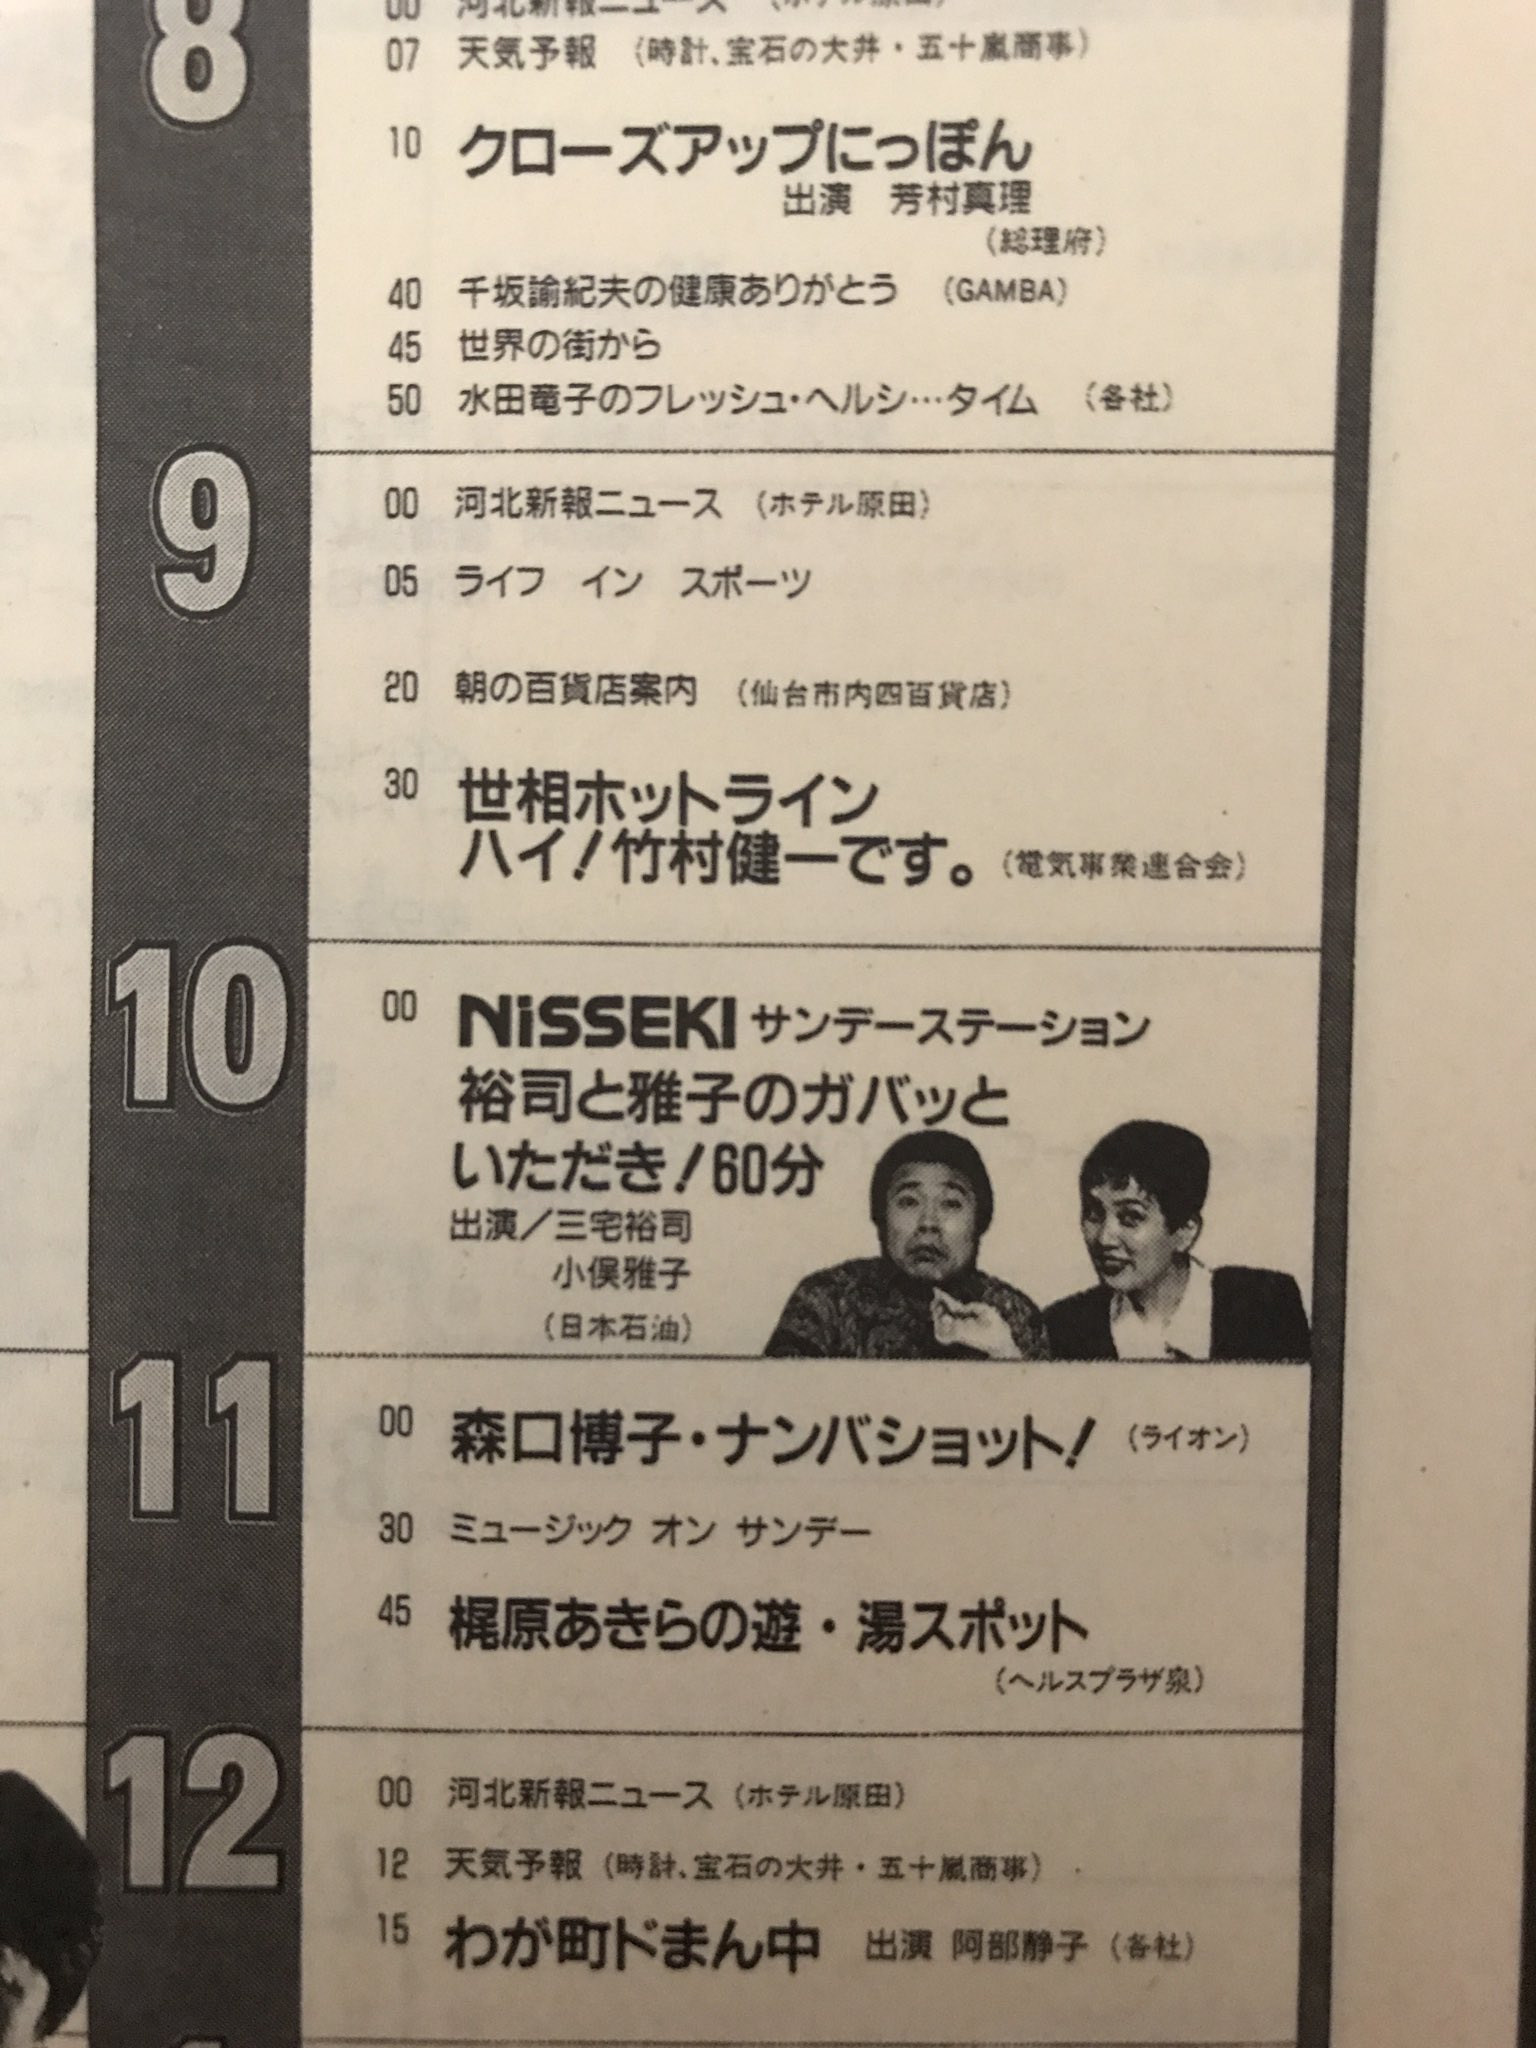 8
00 河北新報ニュース (ホテル原田)
07 天気予報 (時計、宝石の大井・五十嵐商事)
10 クローズアップにっぽん
出演 芳村真理
(総理府)
40 千坂諭紀夫の健康ありがとう (GAMBA)
45 世界の街から
50 水田竜子のフレッシュ・ヘルシ…タイム (各社)
9
00 河北新報ニュース (ホテル原田)
05 ライフ イン スポーツ
20 朝の百貨店案内 (仙台市内四百貨店)
30 世相ホットライン
ハイ!竹村健一です。(電気事業連合会)
10
00 NiSSEKI サンデーステーション
裕司と雅子のガバッと
いただき!60分
出演/三宅裕司
小俣雅子
(日本石油)
11
00 森口博子・ナンバショット! (ライオン)
30 ミュージック オン サンデー
45 梶原あきらの遊・湯スポット
(ヘルスプラザ泉)
12
00 河北新報ニュース (ホテル原田)
12 天気予報 (時計、宝石の大井・五十嵐商事)
15 わが町ドまん中 出演 阿部静子 (各社)